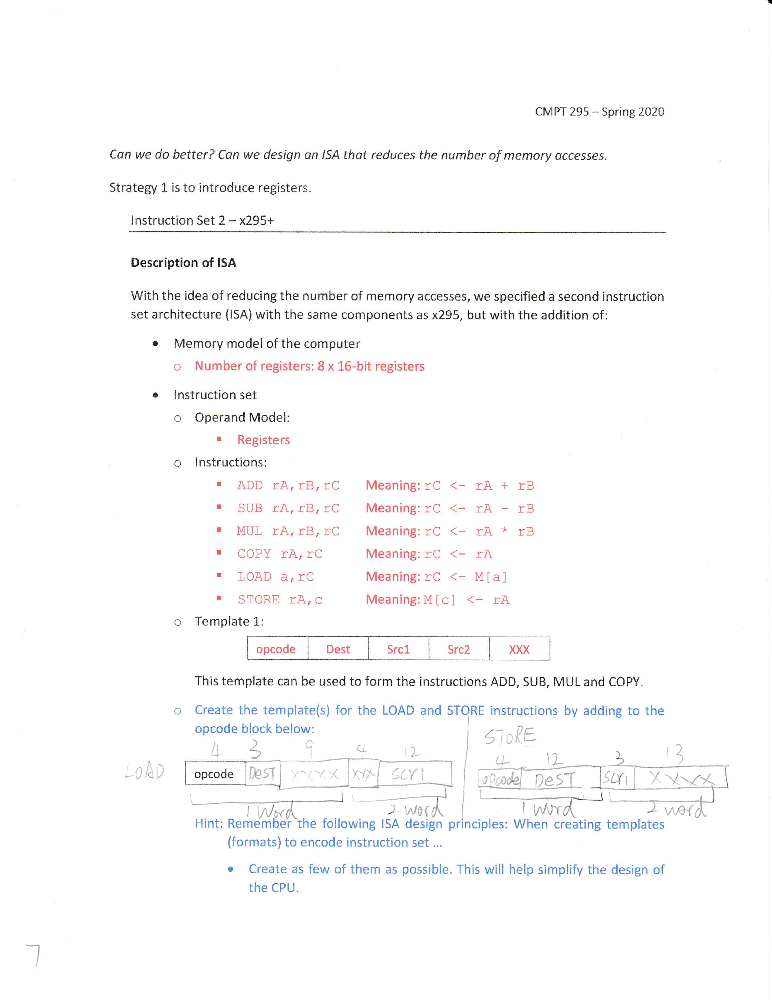 CMPT 295 – Spring 2020
Can we do better? Can we design an ISA that reduces the number of memory accesses.
Strategy 1 is to introduce registers.
Instruction Set 2 – x295+
Description of ISA
With the idea of reducing the number of memory accesses, we specified a second instruction
set architecture (ISA) with the same components as x295, but with the addition of:
• Memory model of the computer
o Number of registers: 8 x 16-bit registers
• Instruction set
o Operand Model:
▪ Registers
o Instructions:
▪ ADD rA,rB,rC Meaning: rC <- rA + rB
▪ SUB rA,rB,rC Meaning: rC <- rA - rB
▪ MUL rA,rB,rC Meaning: rC <- rA * rB
▪ COPY rA,rC Meaning: rC <- rA
▪ LOAD a,rC Meaning: rC <- M[a]
▪ STORE rA,c Meaning: M[c] <- rA
o Template 1:
opcode Dest Src1 Src2 XXX
This template can be used to form the instructions ADD, SUB, MUL and COPY.
o Create the template(s) for the LOAD and STORE instructions by adding to the
opcode block below:
STORE
4 3 9 4 12 4 12 3 13
LOAD opcode DesT XXXX XXX scr1 opcode DesT scr1 XXXX
1 Word 2 word 1 word 2 word
Hint: Remember the following ISA design principles: When creating templates
(formats) to encode instruction set ...
• Create as few of them as possible. This will help simplify the design of
the CPU.
7